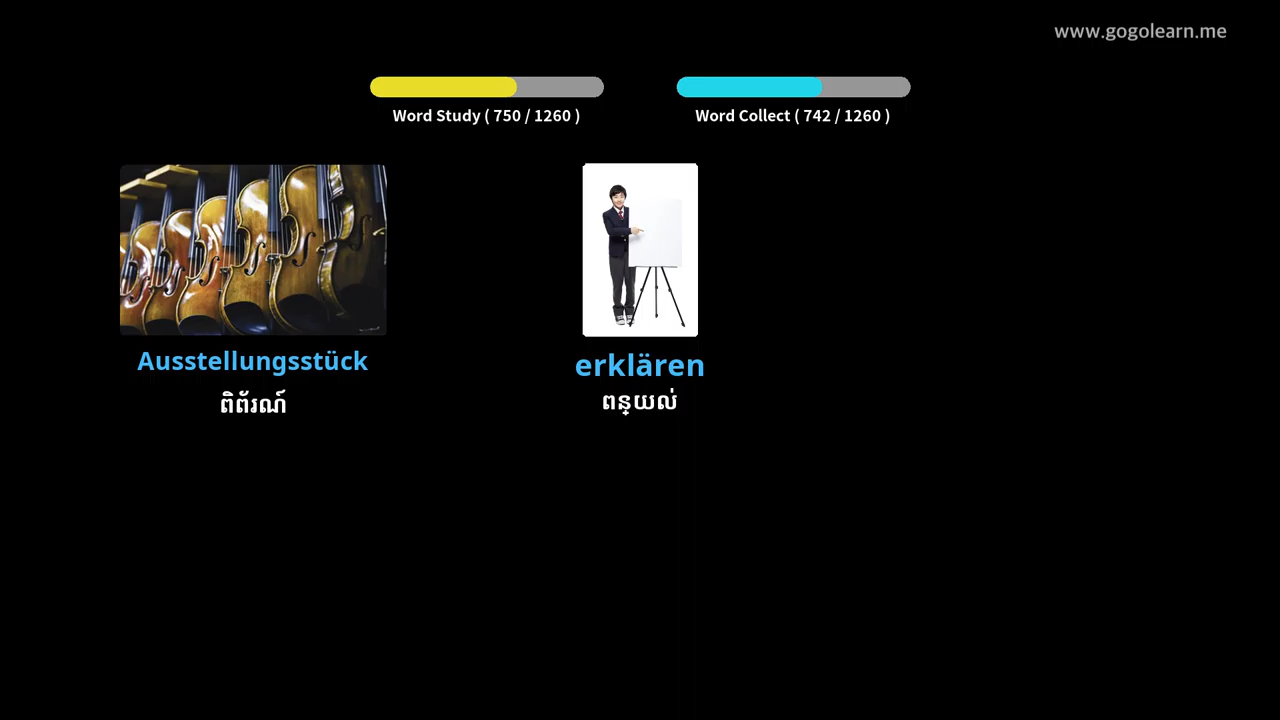 www.gogolearn.me
Word Study ( 750 / 1260 )
Word Collect ( 742 / 1260 )
Ausstellungsstück
ពិព័រណ៍
erklären
ពន្យល់